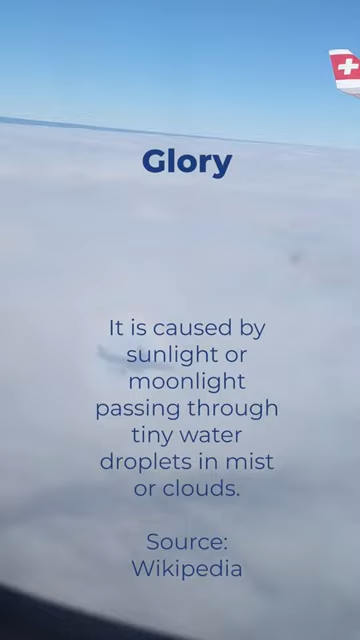 Glory
It is caused by
sunlight or
moonlight
passing through
tiny water
droplets in mist
or clouds.
Source:
Wikipedia